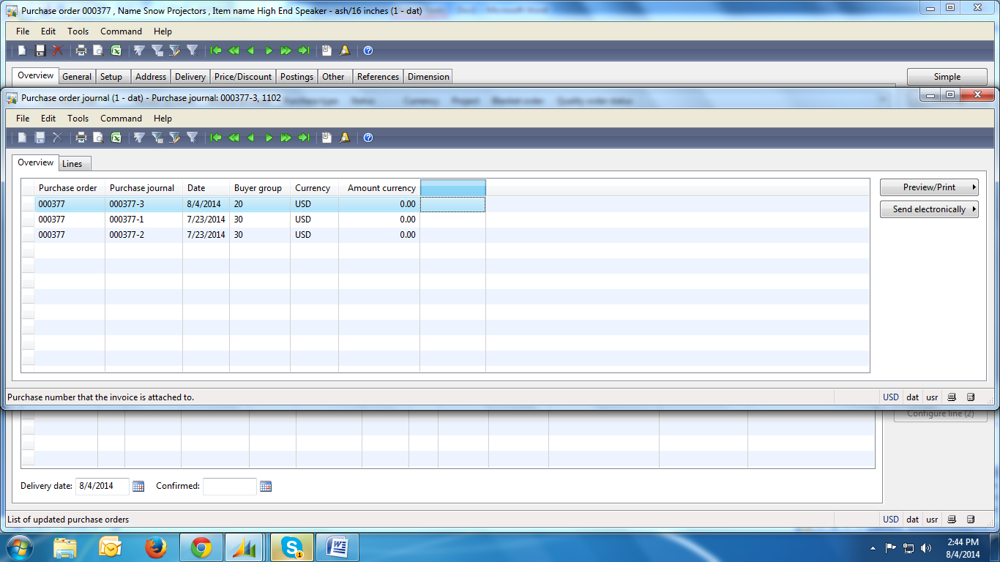 Purchase order 000377 , Name Snow Projectors , Item name High End Speaker - ash/16 inches (1 - dat)
File Edit Tools Command Help
Overview General Setup Address Delivery Price/Discount Postings Other References Dimension Simple
Purchase order journal (1 - dat) - Purchase journal: 000377-3, 1102
File Edit Tools Command Help
Overview Lines
Purchase order Purchase journal Date Buyer group Currency Amount currency Preview/Print
000377 000377-3 8/4/2014 20 USD 0.00 Send electronically
000377 000377-1 7/23/2014 30 USD 0.00
000377 000377-2 7/23/2014 30 USD 0.00
Purchase number that the invoice is attached to. USD dat usr
Configure line (2)
Delivery date: 8/4/2014 Confirmed:
List of updated purchase orders USD dat usr
1
2:44 PM
8/4/2014